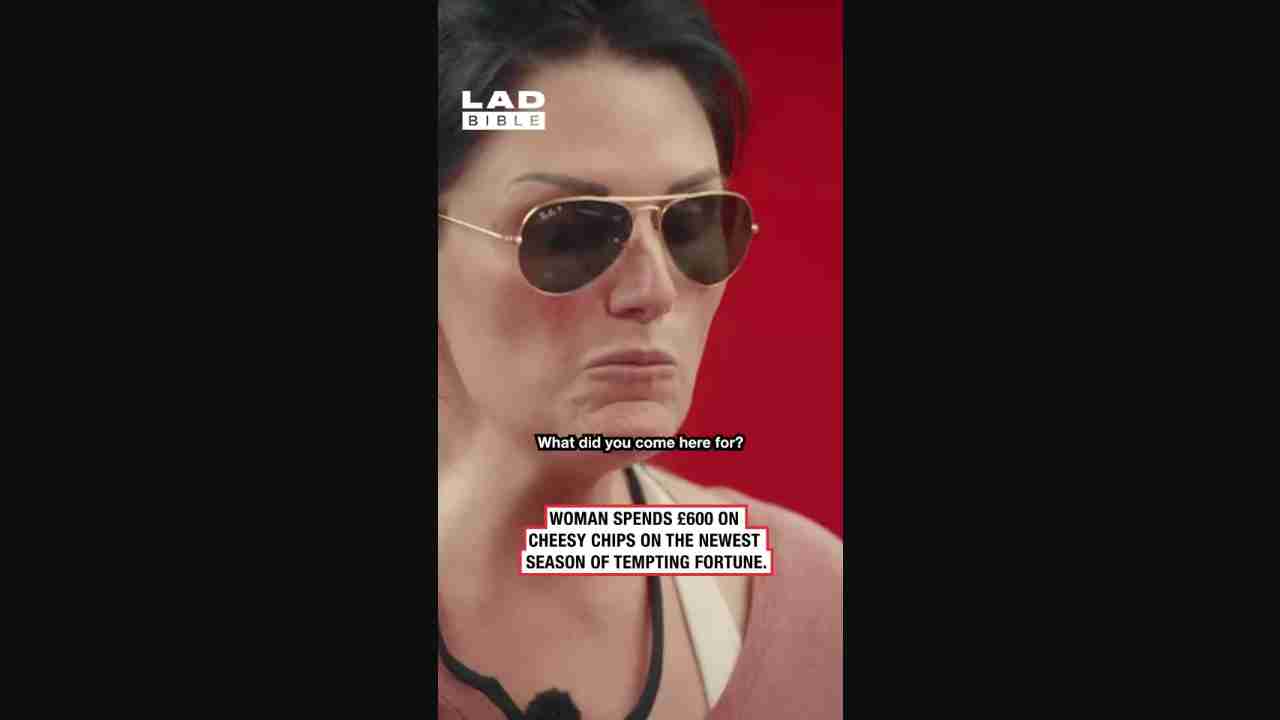 LAD
BIBLE
What did you come here for?
WOMAN SPENDS £600 ON
CHEESY CHIPS ON THE NEWEST
SEASON OF TEMPTING FORTUNE.